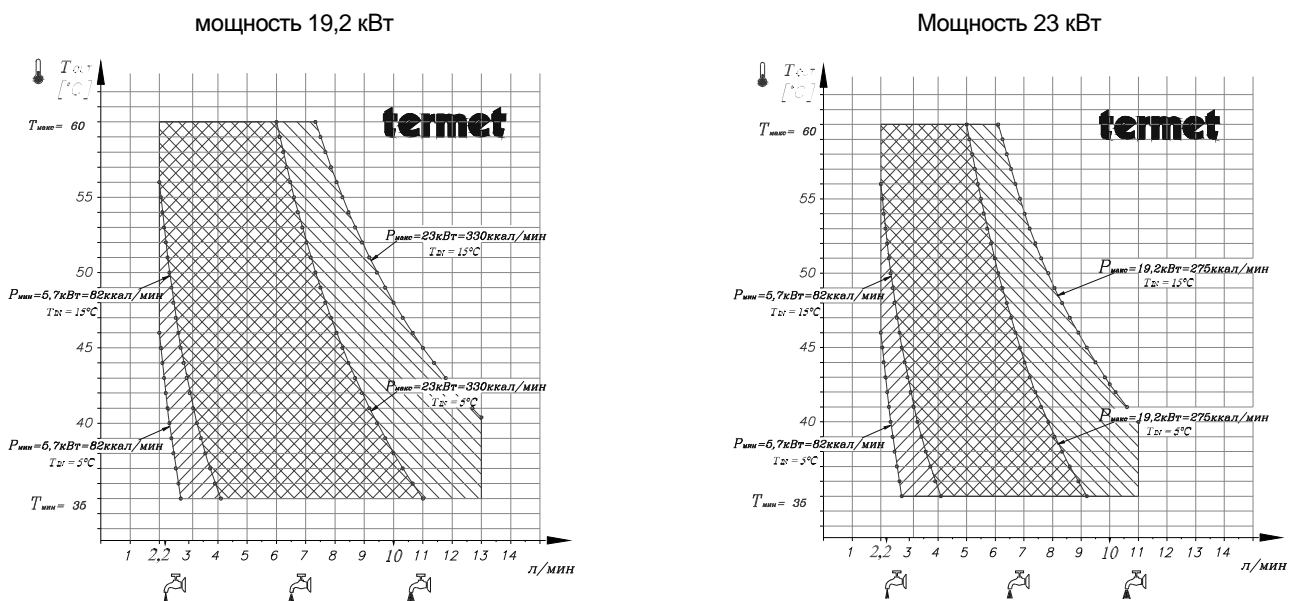 мощность 19,2 кВт
Tвых
[°C]
termet
Tмакс= 60
55
Pмакс=23кВт=330ккал/мин
Tвх = 15°C
50
Pмин=5,7кВт=82ккал/мин
Tвх = 15°C
45
Pмакс=23кВт=330ккал/мин
Tвх = 5°C
40
Pмин=5,7кВт=82ккал/мин
Tвх = 5°C
Tмин= 35
1 2,2 3 4 5 6 7 8 9 10 11 12 13 14
л/мин
Мощность 23 кВт
[°C]
termet
Tмакс= 60
55
50
Pмакс=19,2кВт=275ккал/мин
Tвх = 15°C
Pмин=5,7кВт=82ккал/мин
Tвх = 15°C
45
40
Pмакс=19,2кВт=275ккал/мин
Tвх = 5°C
Pмин=5,7кВт=82ккал/мин
Tвх = 5°C
Tмин= 35
1 2,2 3 4 5 6 7 8 9 10 11 12 13 14
л/мин